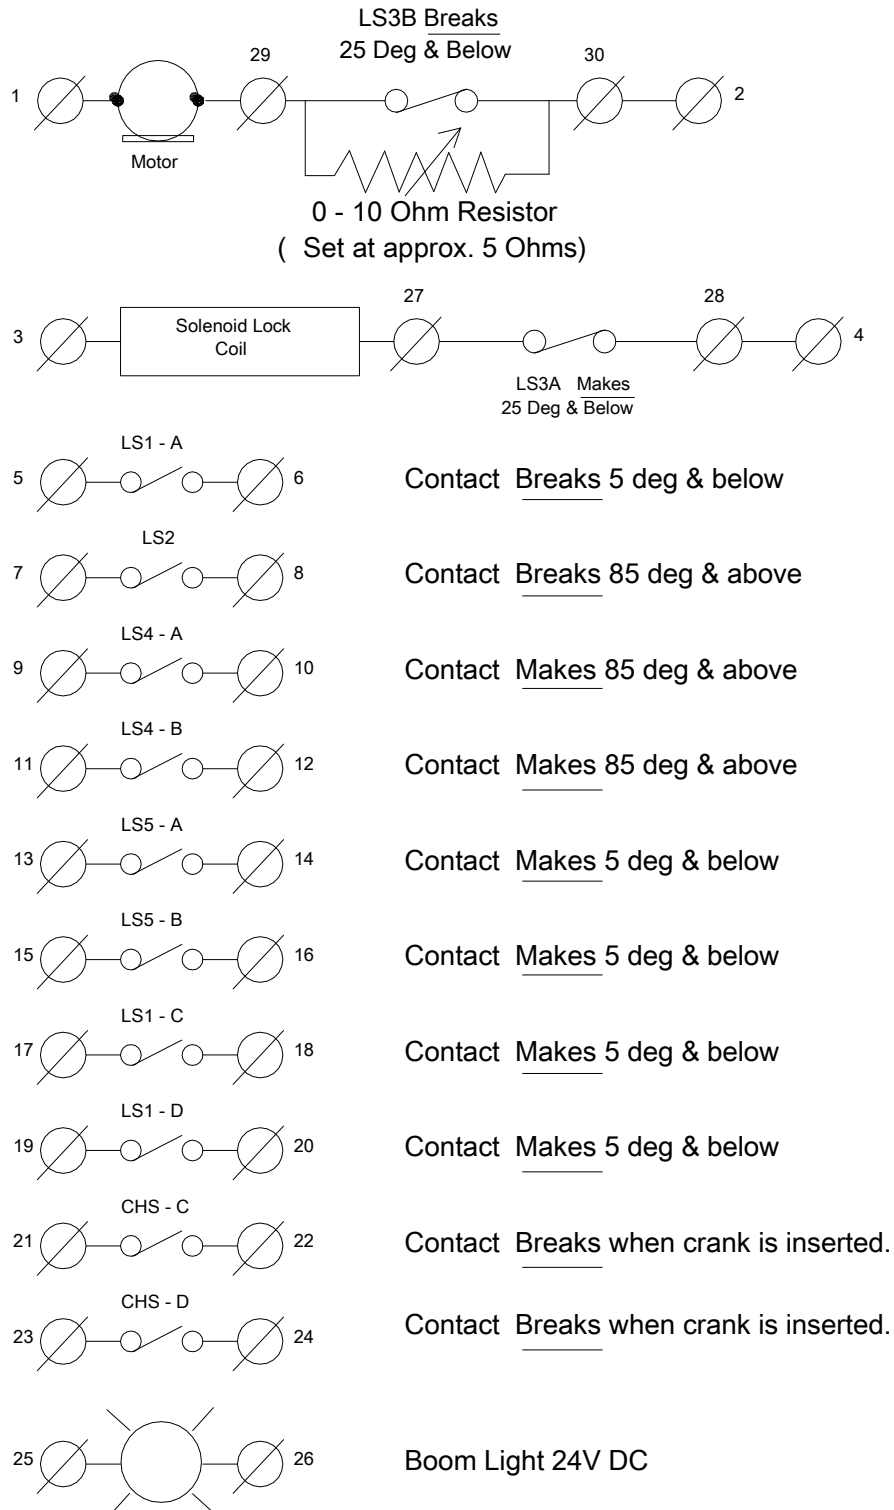 LS3B Breaks
25 Deg & Below
29
30
1
2
Motor
0 - 10 Ohm Resistor
( Set at approx. 5 Ohms)
27
28
3
Solenoid Lock
Coil
4
LS3A Makes
25 Deg & Below
LS1 - A
5
6
Contact Breaks 5 deg & below
LS2
7
8
Contact Breaks 85 deg & above
LS4 - A
9
10
Contact Makes 85 deg & above
LS4 - B
11
12
Contact Makes 85 deg & above
LS5 - A
13
14
Contact Makes 5 deg & below
LS5 - B
15
16
Contact Makes 5 deg & below
LS1 - C
17
18
Contact Makes 5 deg & below
LS1 - D
19
20
Contact Makes 5 deg & below
CHS - C
21
22
Contact Breaks when crank is inserted.
CHS - D
23
24
Contact Breaks when crank is inserted.
25
26
Boom Light 24V DC